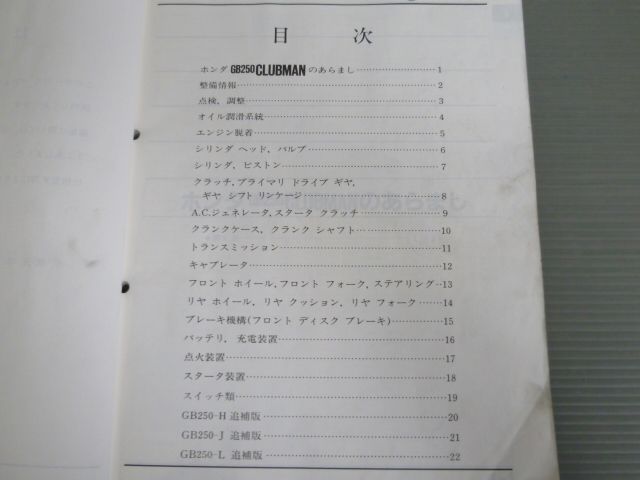 目 次
ホンダ GB250 CLUBMAN のあらまし 1
整備情報 2
点検、調整 3
オイル潤滑系統 4
エンジン脱着 5
シリンダ ヘッド、バルブ 6
シリンダ、ピストン 7
クラッチ,プライマリ ドライブ ギヤ,
ギヤ シフト リンケージ 8
A.C.ジェネレータ,スタータ クラッチ 9
クランクケース、クランク シャフト 10
トランスミッション 11
キャブレータ 12
フロント ホイール,フロント フォーク、ステアリング 13
リヤ ホイール、リヤ クッション、リヤ フォーク 14
ブレーキ機構(フロント ディスク ブレーキ) 15
バッテリ、充電装置 16
点火装置 17
スタータ装置 18
スイッチ類 19
GB250-H 追補版 20
GB250-J 追補版 21
GB250-L 追補版 22